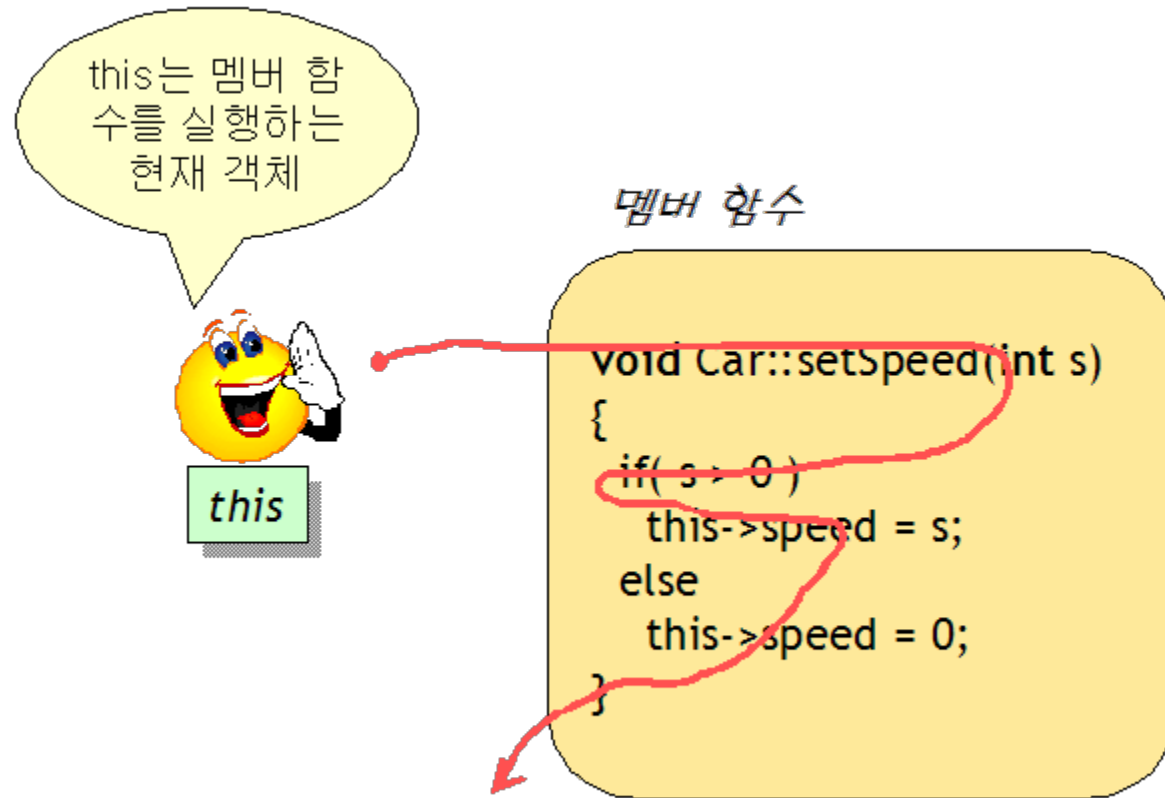 this는 멤버 함
수를 실행하는
현재 객체
this
멤버 함수
void Car::setSpeed(int s)
{
if( s > 0 )
this->speed = s;
else
this->speed = 0;
}